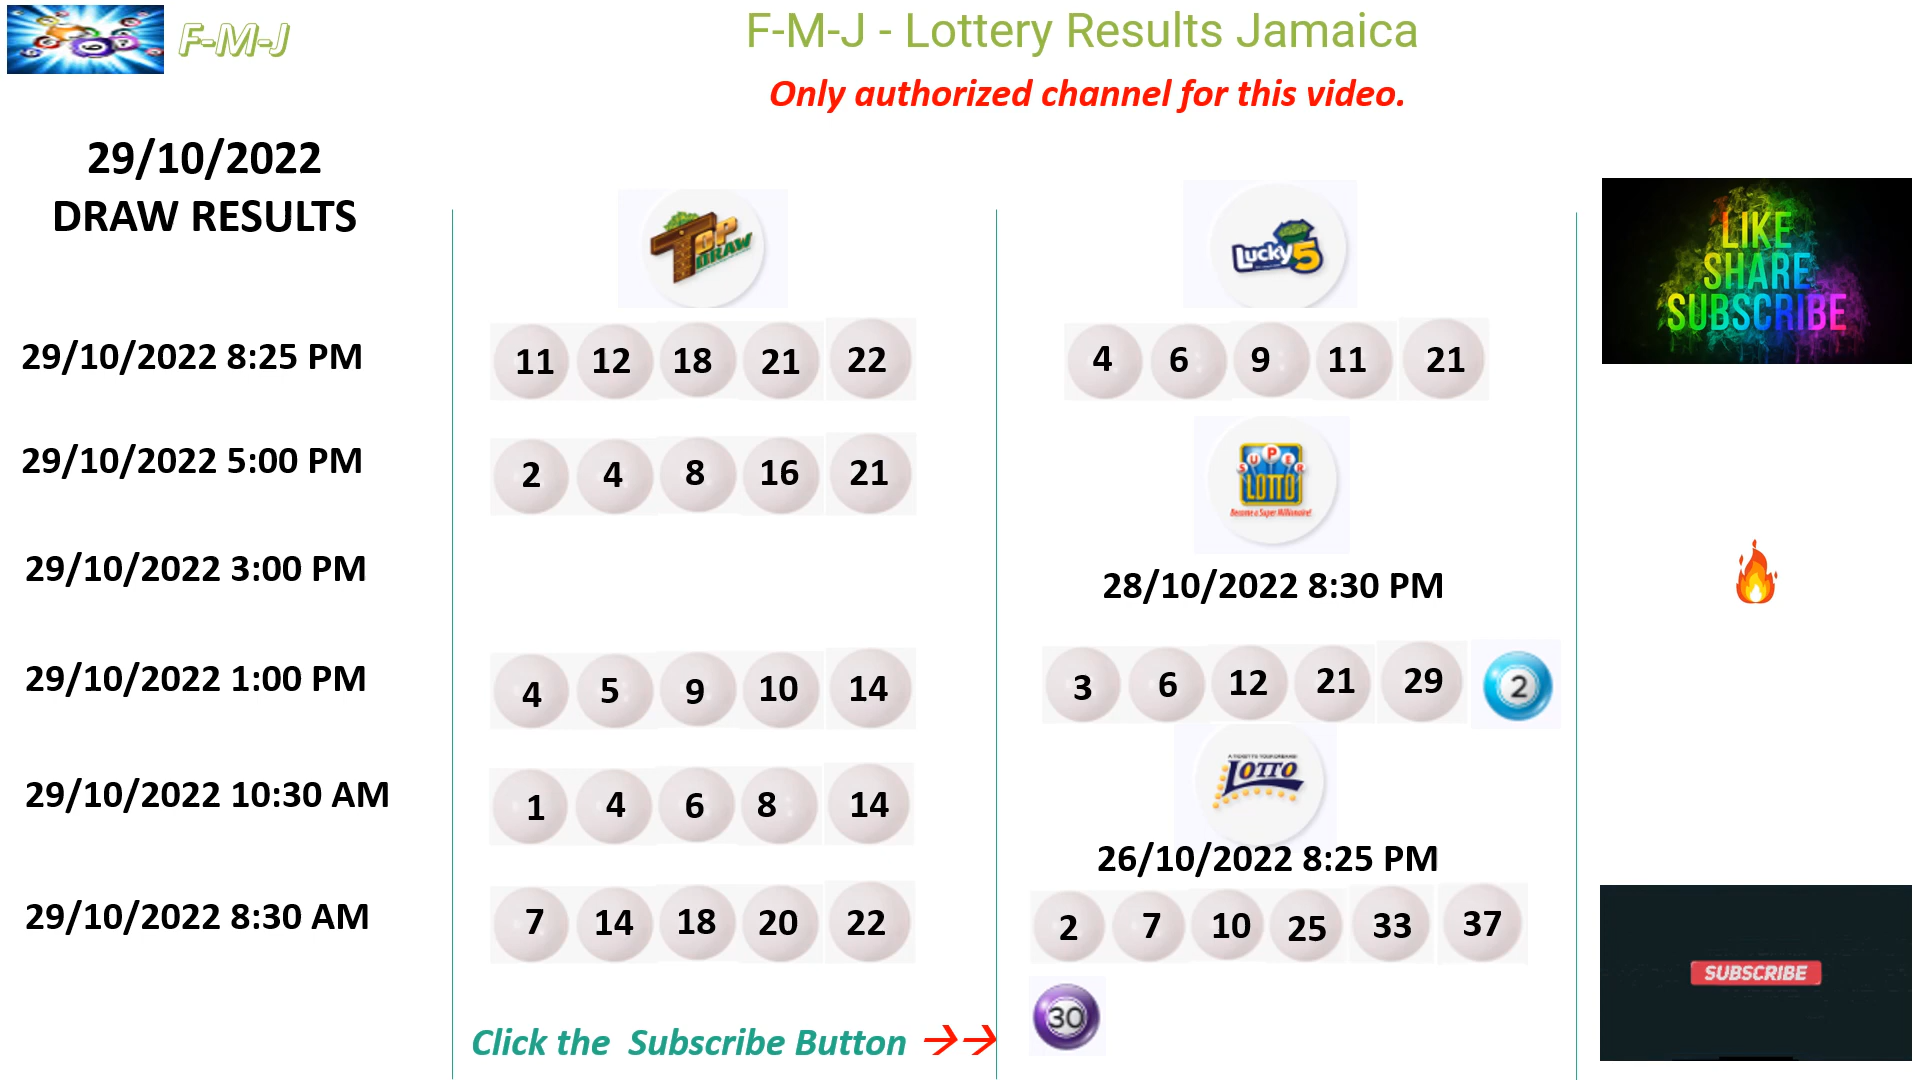 F-M-J
F-M-J - Lottery Results Jamaica
Only authorized channel for this video.
29/10/2022
DRAW RESULTS
TOP DRAW
Lucky 5
LIKE
SHARE
SUBSCRIBE
29/10/2022 8:25 PM
11 12 18 21 22
4 6 9 11 21
29/10/2022 5:00 PM
2 4 8 16 21
SUPER
LOTTO
Become a Super Millionaire!
29/10/2022 3:00 PM
28/10/2022 8:30 PM
29/10/2022 1:00 PM
4 5 9 10 14
3 6 12 21 29 2
LOTTO
29/10/2022 10:30 AM
1 4 6 8 14
26/10/2022 8:25 PM
29/10/2022 8:30 AM
7 14 18 20 22
2 7 10 25 33 37
30
SUBSCRIBE
Click the Subscribe Button →→